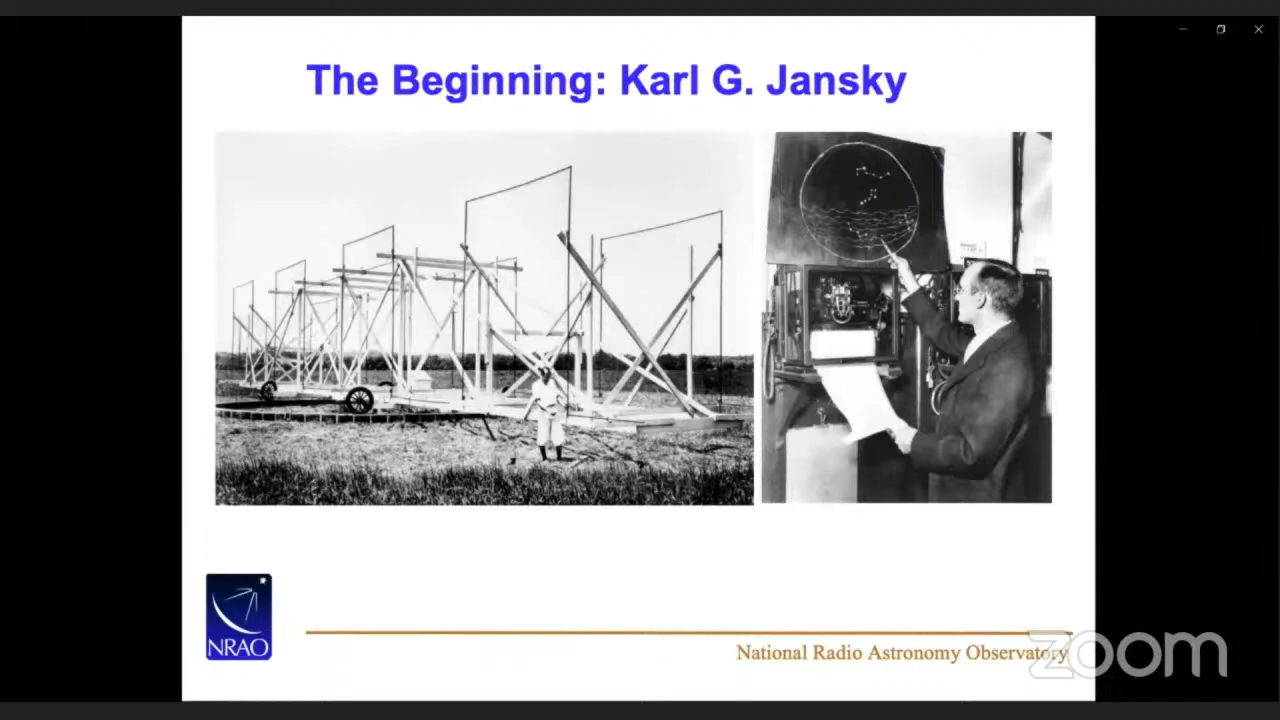 The Beginning: Karl G. Jansky
NRAO
National Radio Astronomy Observatory
zoom